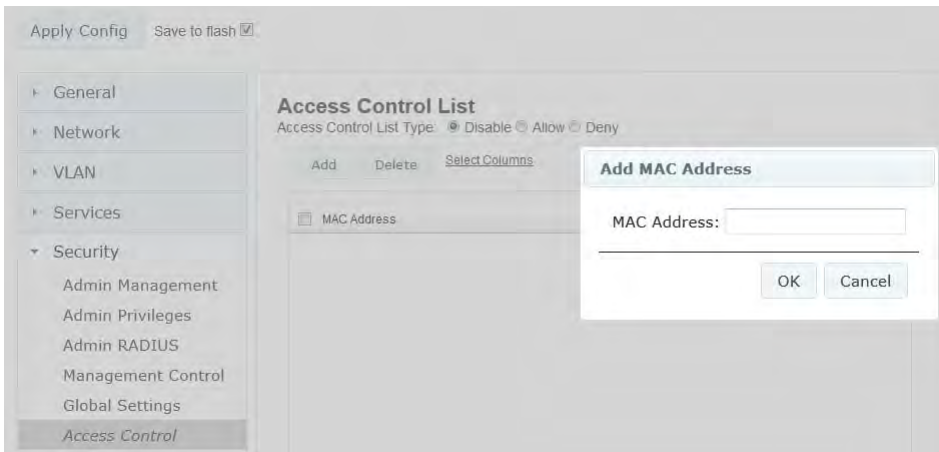 Apply Config Save to flash
General
Network
VLAN
Services
Security
Admin Management
Admin Privileges
Admin RADIUS
Management Control
Global Settings
Access Control
Access Control List
Access Control List Type: Disable Allow Deny
Add Delete Select Columns
MAC Address
Add MAC Address
MAC Address:
OK Cancel